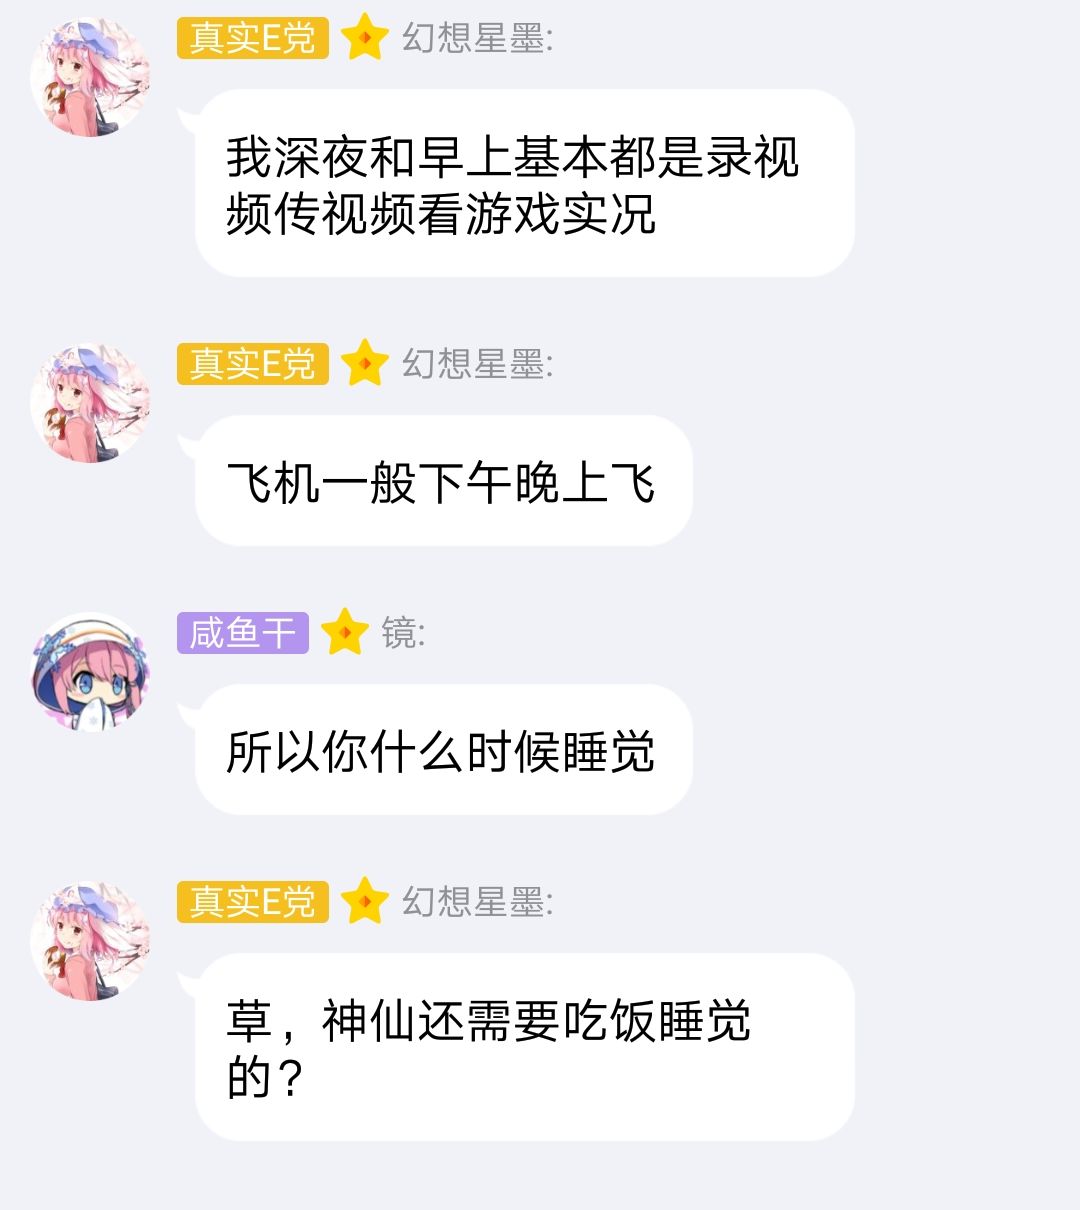 真实E党 幻想星墨:
我深夜和早上基本都是录视
频传视频看游戏实况
真实E党 幻想星墨:
飞机一般下午晚上飞
咸鱼干 镜:
所以你什么时候睡觉
真实E党 幻想星墨:
草，神仙还需要吃饭睡觉
的？